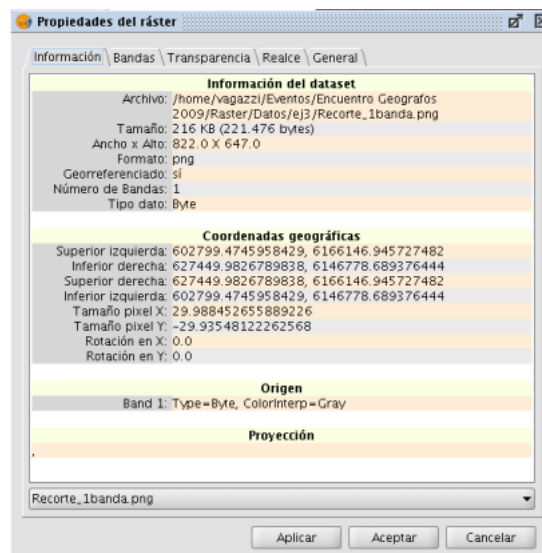 Propiedades del ráster
Información Bandas Transparencia Realce General
Información del dataset
Archivo: /home/vagazzi/Eventos/Encuentro Geografos
2009/Raster/Datos/ej3/Recorte_1banda.png
Tamaño: 216 KB (221.476 bytes)
Ancho x Alto: 822.0 X 647.0
Formato: png
Georreferenciado: sí
Número de Bandas: 1
Tipo dato: Byte
Coordenadas geográficas
Superior izquierda: 602799.4745958429, 6166146.945727482
Inferior derecha: 627449.9826789838, 6146778.689376444
Superior derecha: 627449.9826789838, 6166146.945727482
Inferior izquierda: 602799.4745958429, 6146778.689376444
Tamaño pixel X: 29.988452655889226
Tamaño pixel Y: -29.93548122262568
Rotación en X: 0.0
Rotación en Y: 0.0
Origen
Band 1: Type=Byte, ColorInterp=Gray
Proyección
,
Recorte_1banda.png
Aplicar Aceptar Cancelar